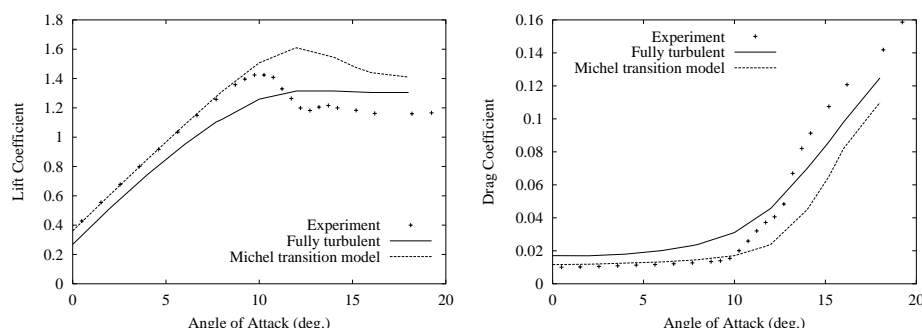 1.8
1.6
1.4
1.2
1
0.8
0.6
0.4
0.2
0
0 5 10 15 20
Lift Coefficient
Angle of Attack (deg.)
Experiment
Fully turbulent
Michel transition model
0.16
0.14
0.12
0.1
0.08
0.06
0.04
0.02
0
0 5 10 15 20
Drag Coefficient
Angle of Attack (deg.)
Experiment
Fully turbulent
Michel transition model